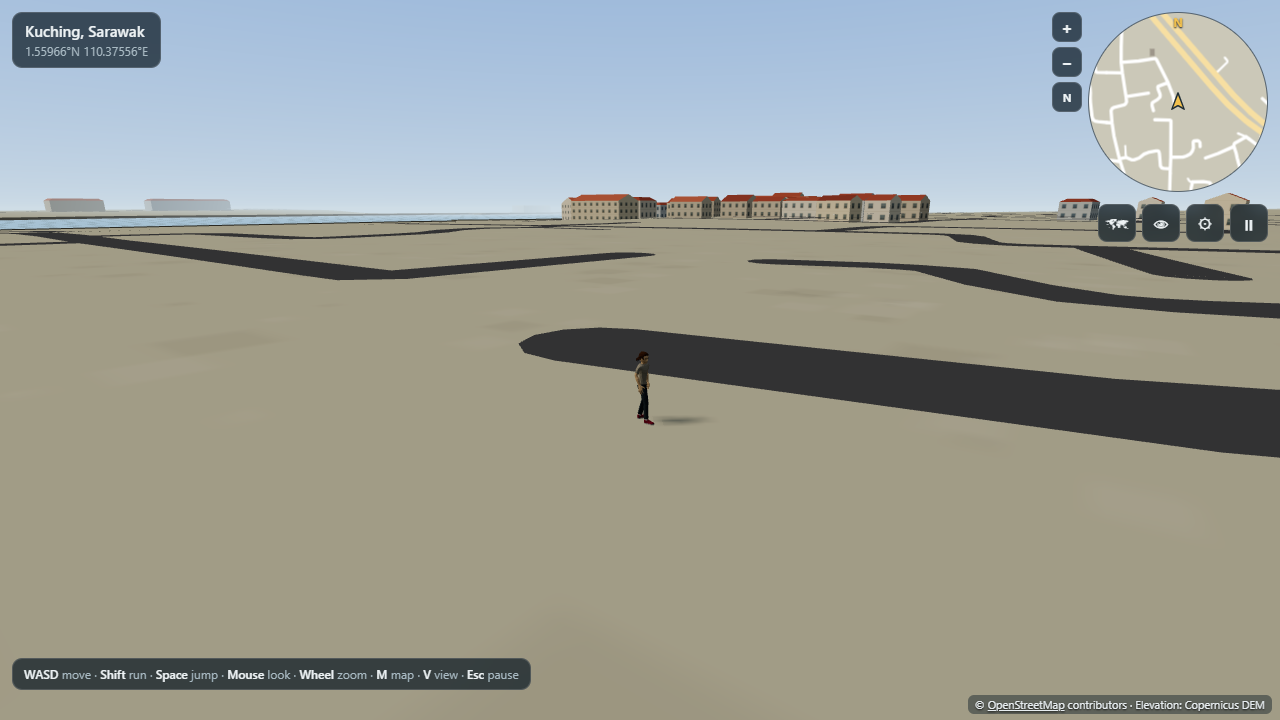 Kuching, Sarawak
1.55966°N 110.37556°E
+
−
N
N
WASD move · Shift run · Space jump · Mouse look · Wheel zoom · M map · V view · Esc pause
© OpenStreetMap contributors · Elevation: Copernicus DEM